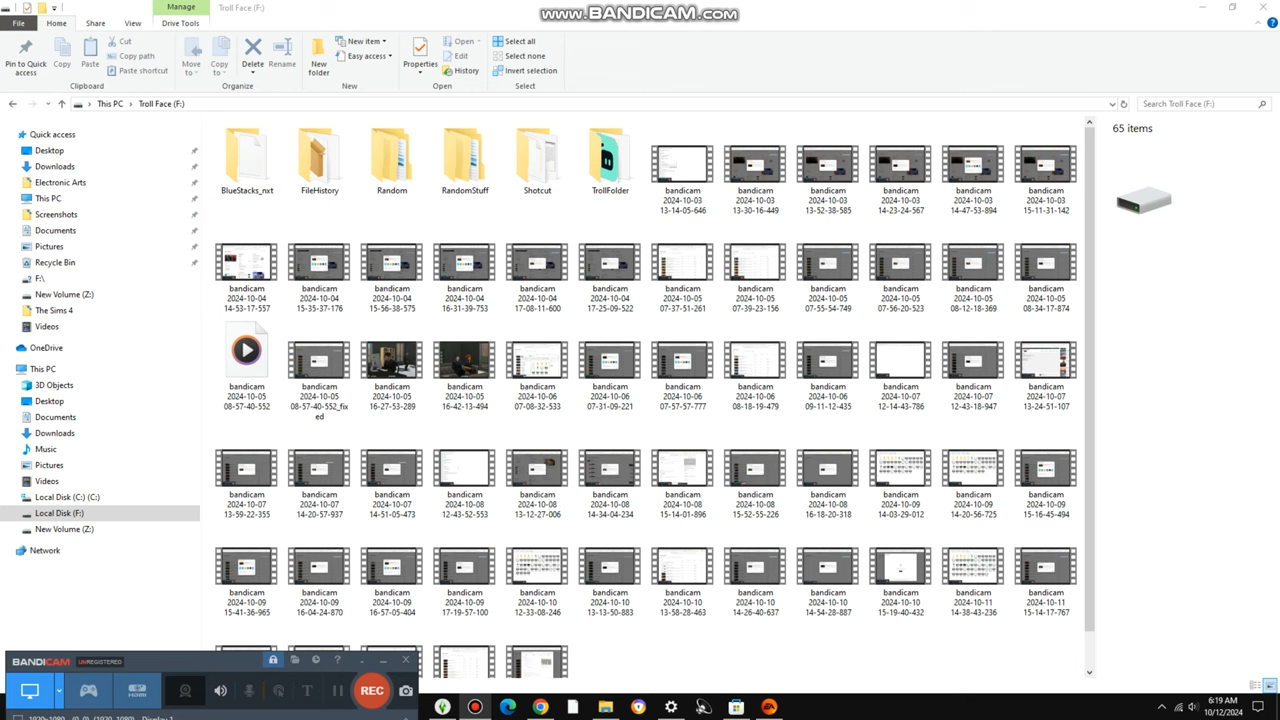 Manage
Troll Face (F:)
www.BANDICAM.com
File
Home
Share
View
Drive Tools
Pin to Quick access
Copy
Paste
Cut
Copy path
Paste shortcut
Clipboard
Move to
Copy to
Delete
Rename
Organize
New folder
New item
Easy access
New
Properties
Open
Edit
History
Open
Select all
Select none
Invert selection
Select
This PC
Troll Face (F:)
Search Troll Face (F:)
Quick access
Desktop
Downloads
Electronic Arts
This PC
Screenshots
Documents
Pictures
Recycle Bin
F:\
New Volume (Z:)
The Sims 4
Videos
OneDrive
This PC
3D Objects
Desktop
Documents
Downloads
Music
Pictures
Videos
Local Disk (C:) (C:)
Local Disk (F:)
New Volume (Z:)
Network
BlueStacks_nxt
FileHistory
Random
RandomStuff
Shotcut
TrollFolder
bandicam 2024-10-03 13-14-05-646
bandicam 2024-10-03 13-30-16-449
bandicam 2024-10-03 13-52-38-585
bandicam 2024-10-03 14-23-24-567
bandicam 2024-10-03 14-47-53-894
bandicam 2024-10-03 15-11-31-142
bandicam 2024-10-04 14-53-17-557
bandicam 2024-10-04 15-35-37-176
bandicam 2024-10-04 15-56-38-575
bandicam 2024-10-04 16-31-39-753
bandicam 2024-10-04 17-08-11-600
bandicam 2024-10-04 17-25-09-522
bandicam 2024-10-05 07-37-51-261
bandicam 2024-10-05 07-39-23-156
bandicam 2024-10-05 07-55-54-749
bandicam 2024-10-05 07-56-20-523
bandicam 2024-10-05 08-12-18-369
bandicam 2024-10-05 08-34-17-874
bandicam 2024-10-05 08-57-40-552
bandicam 2024-10-05 08-57-40-552_fixed
bandicam 2024-10-05 16-27-53-289
bandicam 2024-10-05 16-42-13-494
bandicam 2024-10-06 07-08-32-533
bandicam 2024-10-06 07-31-09-221
bandicam 2024-10-06 07-57-57-777
bandicam 2024-10-06 08-18-19-479
bandicam 2024-10-06 09-11-12-435
bandicam 2024-10-07 12-14-43-786
bandicam 2024-10-07 12-43-18-947
bandicam 2024-10-07 13-24-51-107
bandicam 2024-10-07 13-59-22-355
bandicam 2024-10-07 14-20-57-937
bandicam 2024-10-07 14-51-05-473
bandicam 2024-10-08 12-43-52-553
bandicam 2024-10-08 13-12-27-006
bandicam 2024-10-08 14-34-04-234
bandicam 2024-10-08 15-14-01-896
bandicam 2024-10-08 15-52-55-226
bandicam 2024-10-08 16-18-20-318
bandicam 2024-10-09 14-03-29-012
bandicam 2024-10-09 14-20-56-725
bandicam 2024-10-09 15-16-45-494
bandicam 2024-10-09 15-41-36-965
bandicam 2024-10-09 16-04-24-870
bandicam 2024-10-09 16-57-05-404
bandicam 2024-10-09 17-19-57-100
bandicam 2024-10-10 12-33-08-246
bandicam 2024-10-10 13-13-50-883
bandicam 2024-10-10 13-58-28-463
bandicam 2024-10-10 14-26-40-637
bandicam 2024-10-10 14-54-28-887
bandicam 2024-10-10 15-19-40-432
bandicam 2024-10-11 14-38-43-236
bandicam 2024-10-11 15-14-17-767
65 items
BANDICAM UNREGISTERED
HDMI
REC
1920x1080 (0, 0), (1920, 1080), Display 1
6:19 AM
10/12/2024